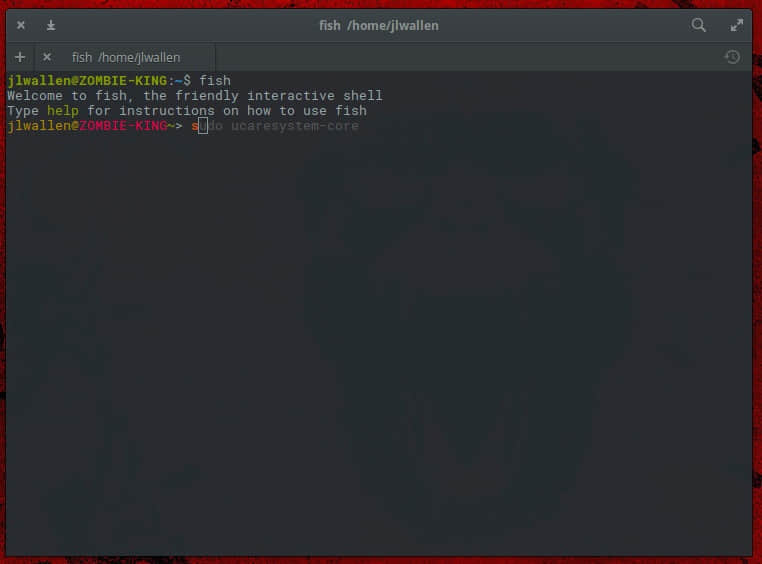 fish /home/jlwallen
fish /home/jlwallen
jlwallen@ZOMBIE-KING:~$ fish
Welcome to fish, the friendly interactive shell
Type help for instructions on how to use fish
jlwallen@ZOMBIE-KING~> sudo ucaresystem-core